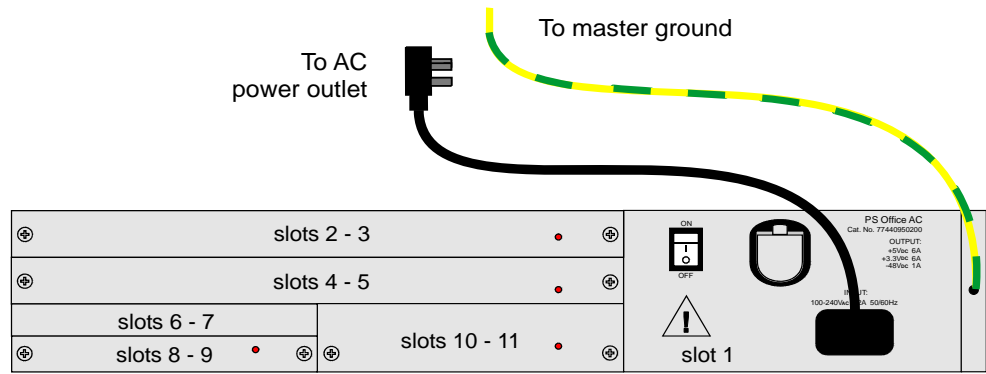 To master ground
To AC
power outlet
slots 2 - 3
slots 4 - 5
slots 6 - 7
slots 8 - 9
slots 10 - 11
ON
OFF
slot 1
PS Office AC
Cat. No. 77440950200
OUTPUT:
+5VDC 6A
+3.3VDC 6A
-48VDC 1A
100-240VAC 2A 50/60Hz